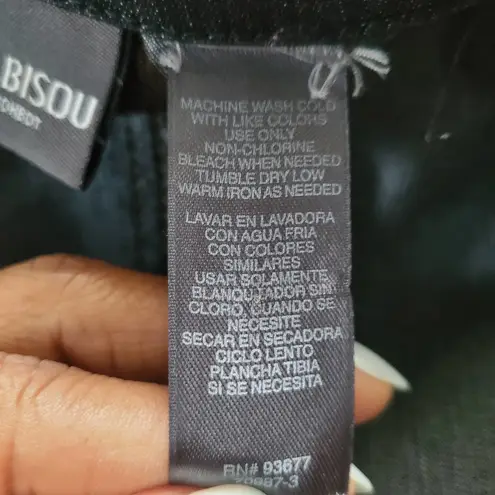 BISOU
MACHINE WASH COLD
WITH LIKE COLORS
USE ONLY
NON-CHLORINE
BLEACH WHEN NEEDED
TUMBLE DRY LOW
WARM IRON AS NEEDED
LAVAR EN LAVADORA
CON AGUA FRIA
CON COLORES
SIMILARES
USAR SOLAMENTE
BLANQUEADOR SIN
CLORO, CUANDO SE
NECESITE
SECAR EN SECADORA
CICLO LENTO
PLANCHA TIBIA
SI SE NECESITA
RN# 93677